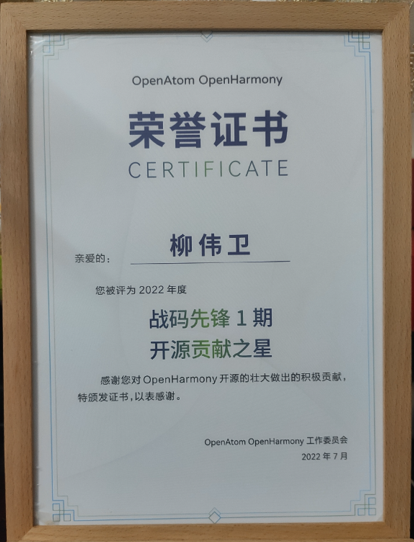 OpenAtom OpenHarmony
荣誉证书
CERTIFICATE
亲爱的： 柳伟卫
您被评为 2022 年度
战码先锋 1 期
开源贡献之星
感谢您对 OpenHarmony 开源的壮大做出的积极贡献，
特颁发证书，以表感谢。
OpenAtom OpenHarmony 工作委员会
2022 年 7 月